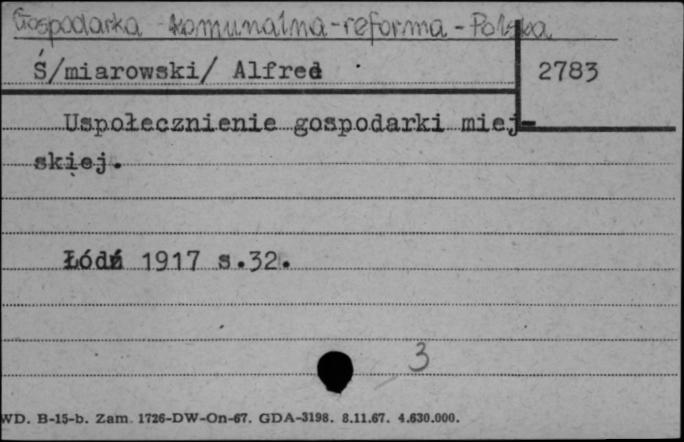 Gospodarka komunalna-reforma-Polska
Ś/miarowski/ Alfred
2783
Uspołecznienie gospodarki miej-
skiej.
Łódź 1917 s.32.
3
WD. B-15-b. Zam. 1726-DW-On-67. GDA-3198. 8.11.67. 4.630.000.